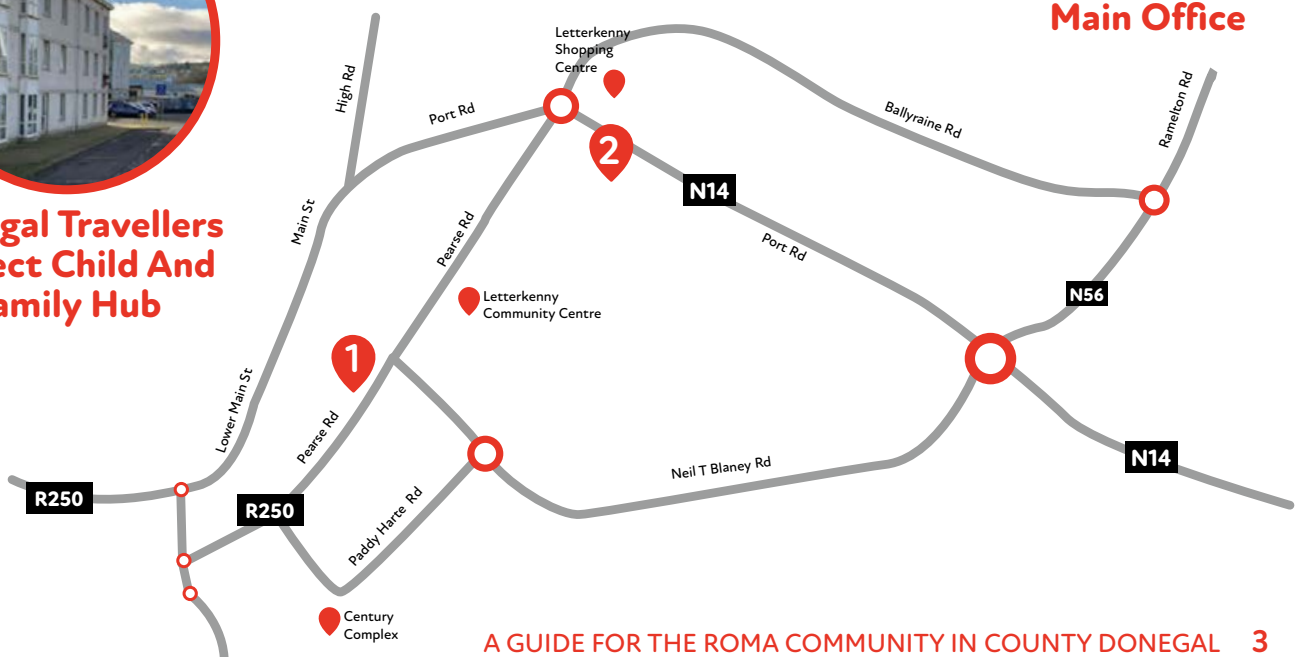 Main Office
Letterkenny
Shopping
Centre
High Rd
Port Rd
Ballyraine Rd
Ramelton Rd
2
N14
Main St
Pearse Rd
Port Rd
gal Travellers
ect Child And
amily Hub
N56
Letterkenny
Community Centre
1
Lower Main St
Pearse Rd
Neil T Blaney Rd
N14
R250
R250
Paddy Harte Rd
Century
Complex
A GUIDE FOR THE ROMA COMMUNITY IN COUNTY DONEGAL 3